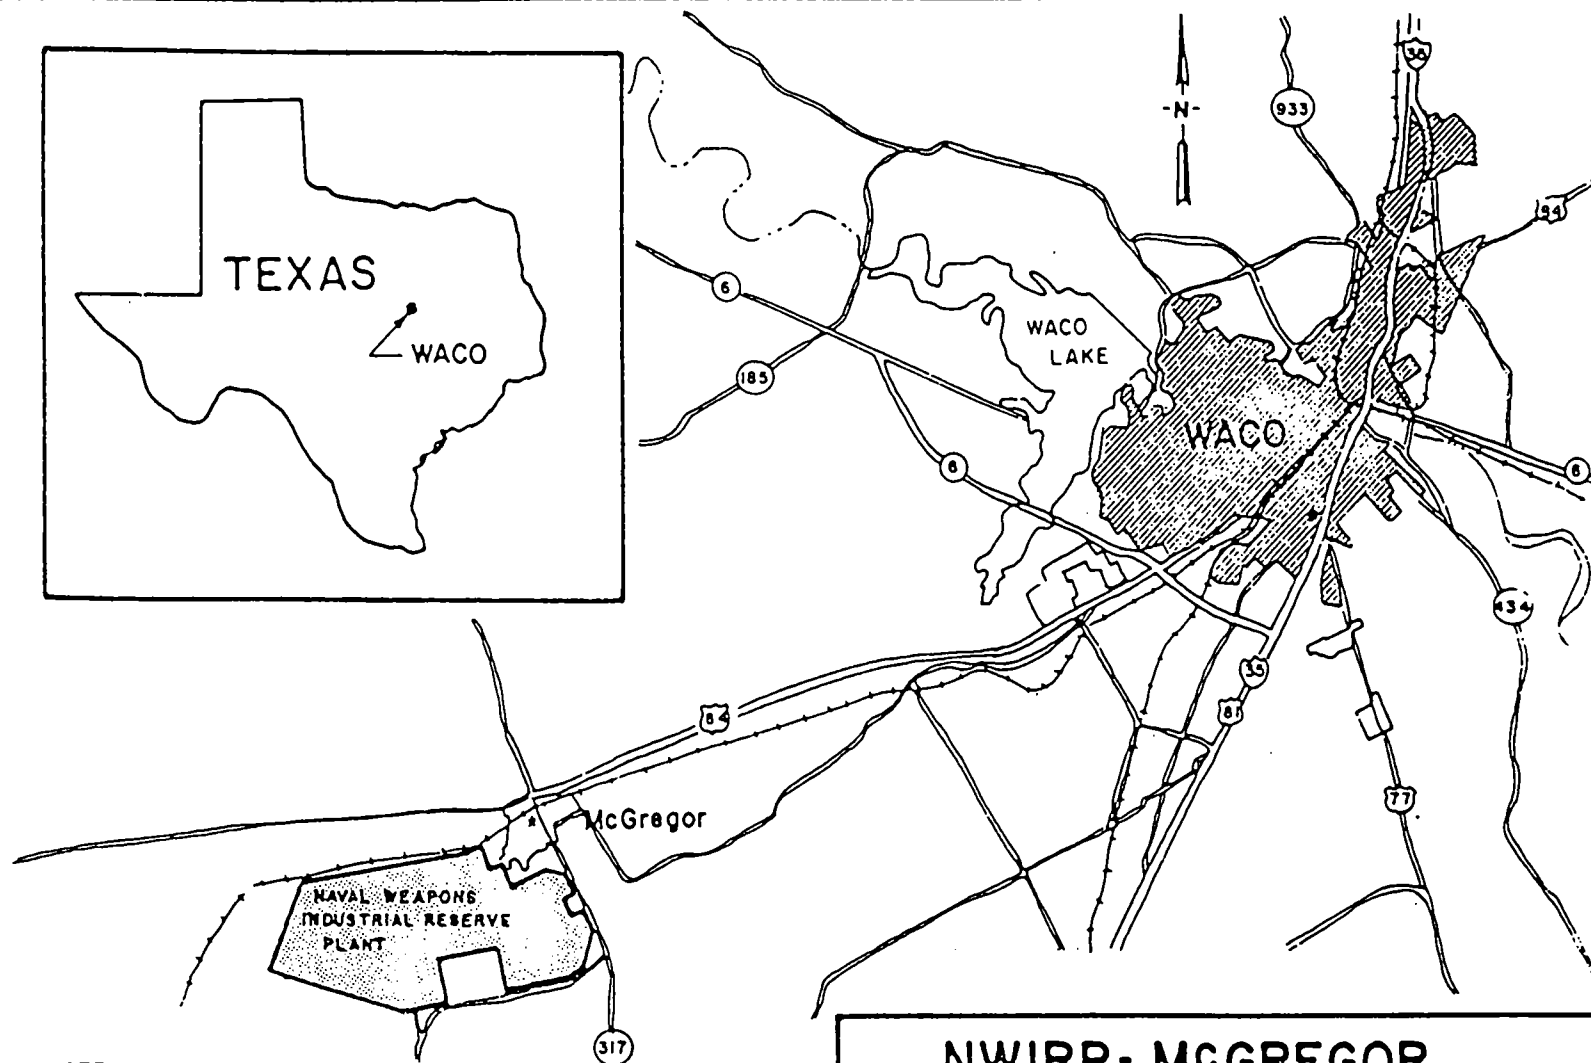 TEXAS
WACO
-N-
933
35
84
6
185
WACO
LAKE
WACO
6
6
434
35
81
84
77
McGregor
NAVAL WEAPONS
INDUSTRIAL RESERVE
PLANT
317
NWIRP- MCGREGOR